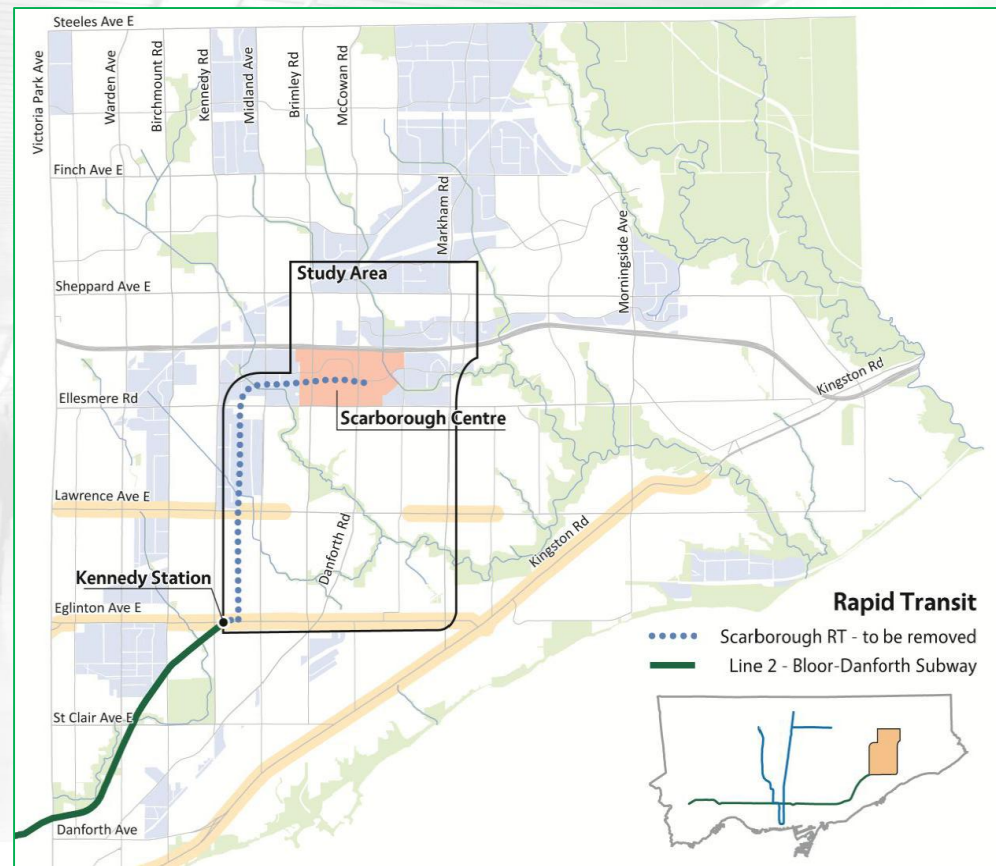 Steeles Ave E
Victoria Park Ave
Warden Ave
Birchmount Rd
Kennedy Rd
Midland Ave
Brimley Rd
McCowan Rd
Finch Ave E
Markham Rd
Study Area
Sheppard Ave E
Morningside Ave
Kingston Rd
Ellesmere Rd
Scarborough Centre
Lawrence Ave E
Danforth Rd
Kingston Rd
Kennedy Station
Eglinton Ave E
Rapid Transit
Scarborough RT - to be removed
Line 2 - Bloor-Danforth Subway
St Clair Ave E
Danforth Ave